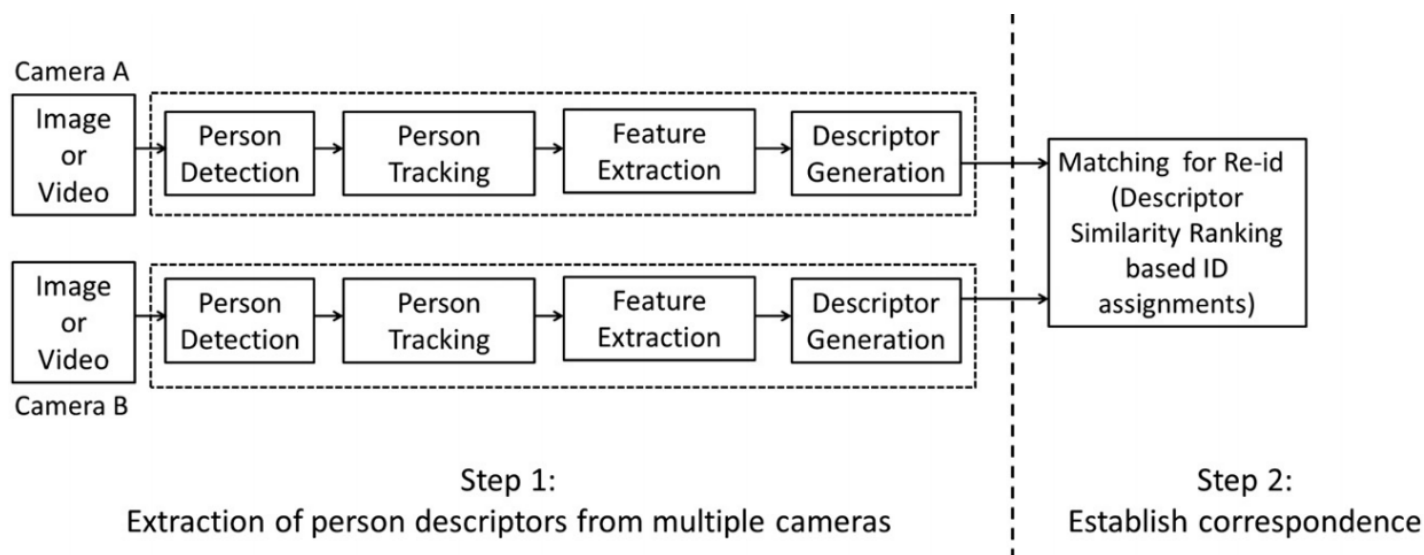 Camera A
Image
or
Video
Person
Detection
Person
Tracking
Feature
Extraction
Descriptor
Generation
Matching for Re-id
(Descriptor
Similarity Ranking
based ID
assignments)
Image
or
Video
Camera B
Person
Detection
Person
Tracking
Feature
Extraction
Descriptor
Generation
Step 1:
Extraction of person descriptors from multiple cameras
Step 2:
Establish correspondence